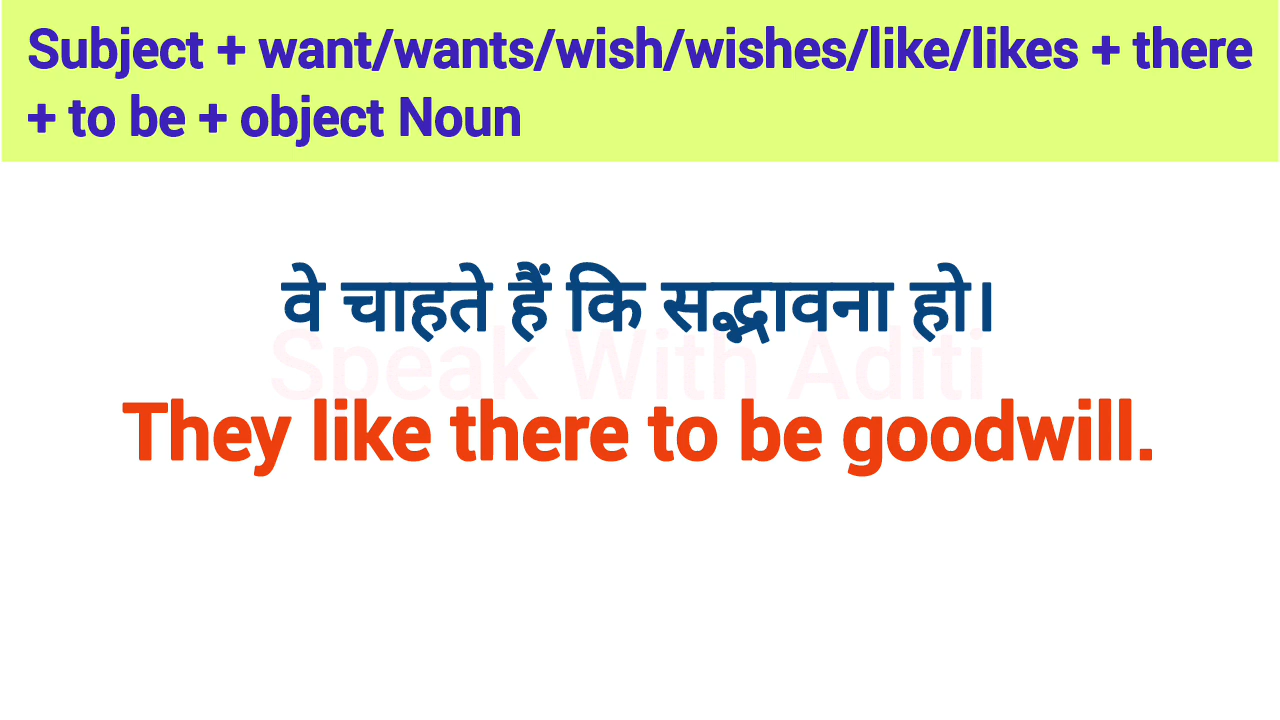 Subject + want/wants/wish/wishes/like/likes + there
+ to be + object Noun
वे चाहते हैं कि सद्भावना हो।
Speak With Aditi
They like there to be goodwill.